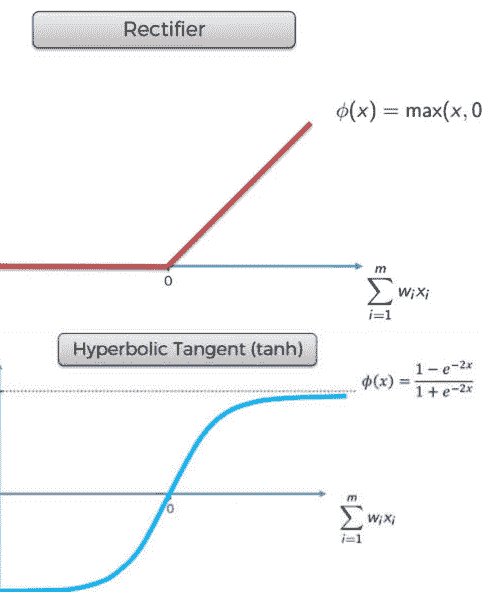 Rectifier
ϕ(x) = max(x, 0
0
m
∑ wᵢxᵢ
i=1
Hyperbolic Tangent (tanh)
ϕ(x) = (1 − e⁻²ˣ)/(1 + e⁻²ˣ)
0
m
∑ wᵢxᵢ
i=1